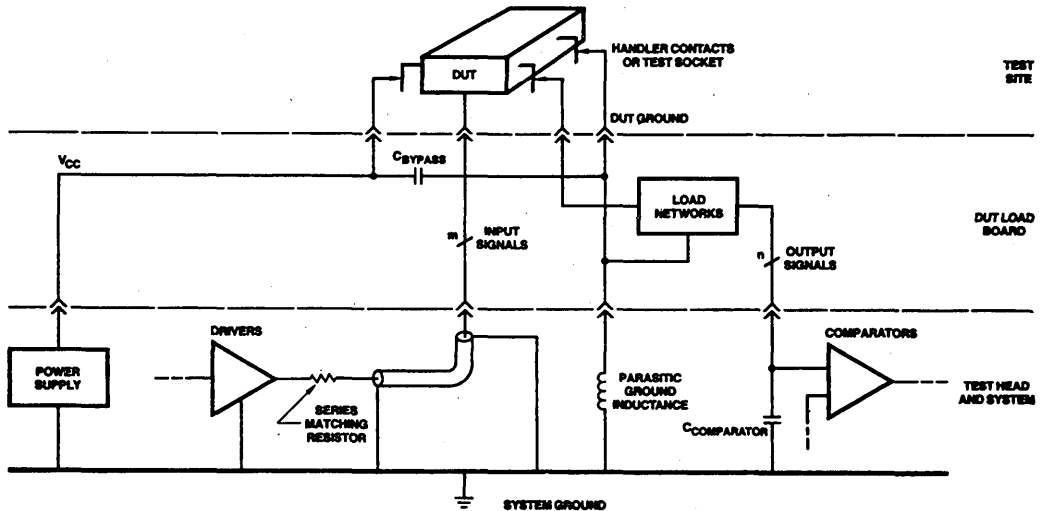 DUT
HANDLER CONTACTS
OR TEST SOCKET
TEST
SITE
DUT GROUND
VCC
CBYPASS
LOAD
NETWORKS
m
INPUT
SIGNALS
n
OUTPUT
SIGNALS
DUT LOAD
BOARD
DRIVERS
COMPARATORS
POWER
SUPPLY
SERIES
MATCHING
RESISTOR
PARASITIC
GROUND
INDUCTANCE
CCOMPARATOR
TEST HEAD
AND SYSTEM
SYSTEM GROUND